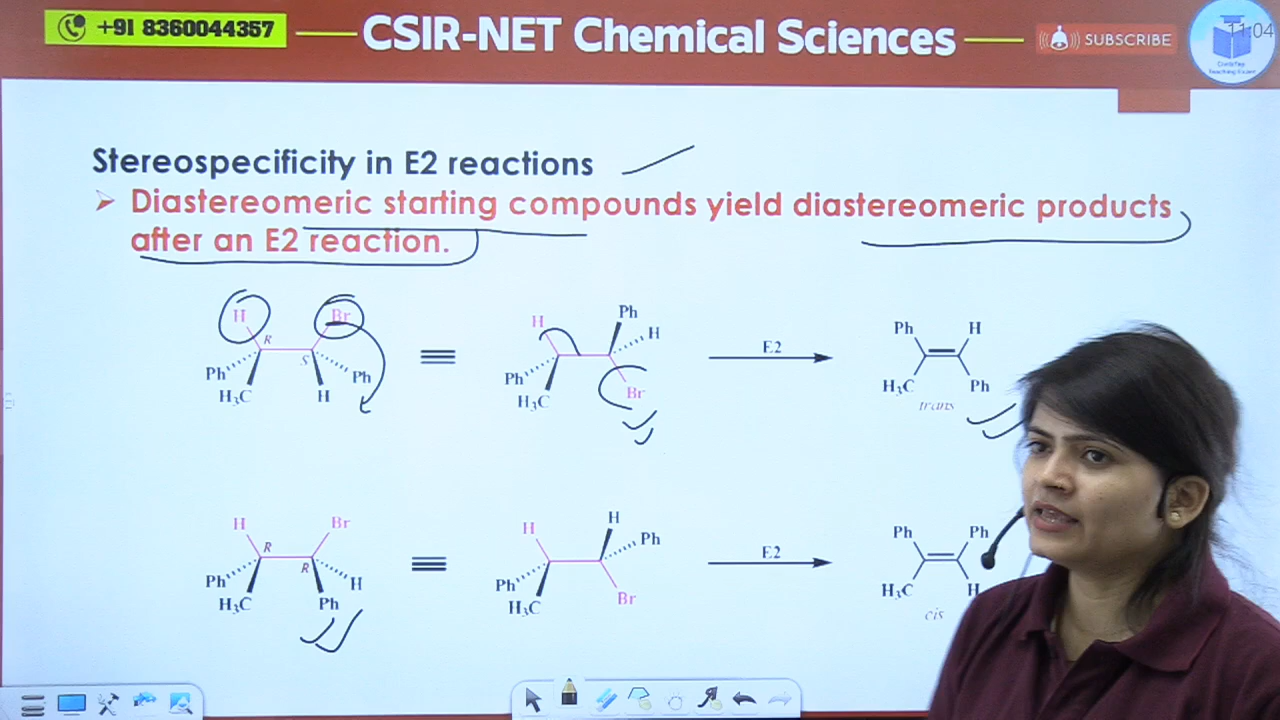 +91 8360044357
CSIR-NET Chemical Sciences
SUBSCRIBE
11:04
Stereospecificity in E2 reactions
➢ Diastereomeric starting compounds yield diastereomeric products
after an E2 reaction.
H Br
R
S
Ph
H₃C
H
Ph
H
Ph
H
Ph
H₃C
Br
E2
Ph H
H₃C Ph
trans
H Br
R
R
Ph
H₃C
Ph
H
H
H
Ph
Ph
H₃C
Br
E2
Ph Ph
H₃C H
cis